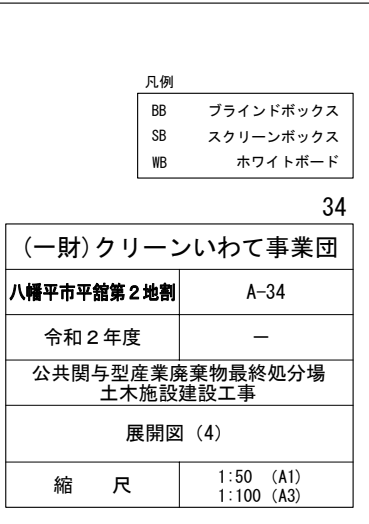 凡例
BB ブラインドボックス
SB スクリーンボックス
WB ホワイトボード
34
(一財)クリーンいわて事業団
八幡平市平舘第2地割 A-34
令和2年度 －
公共関与型産業廃棄物最終処分場
土木施設建設工事
展開図 (4)
縮 尺 1:50 (A1)
1:100 (A3)